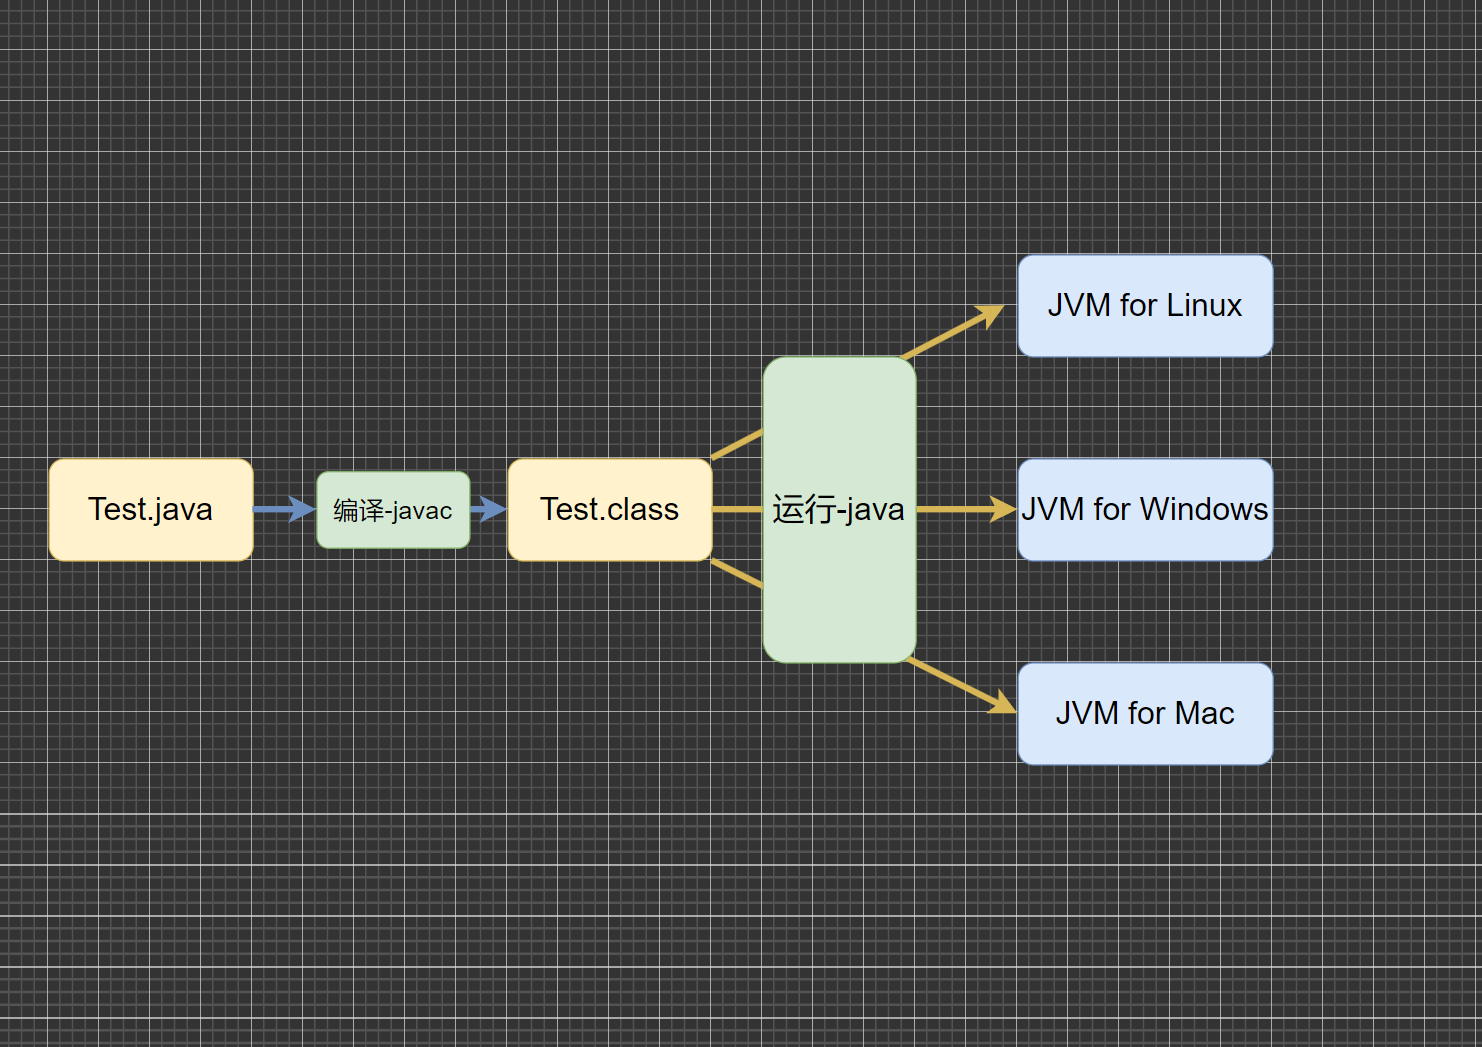 Test.java
编译-javac
Test.class
运行-java
JVM for Linux
JVM for Windows
JVM for Mac